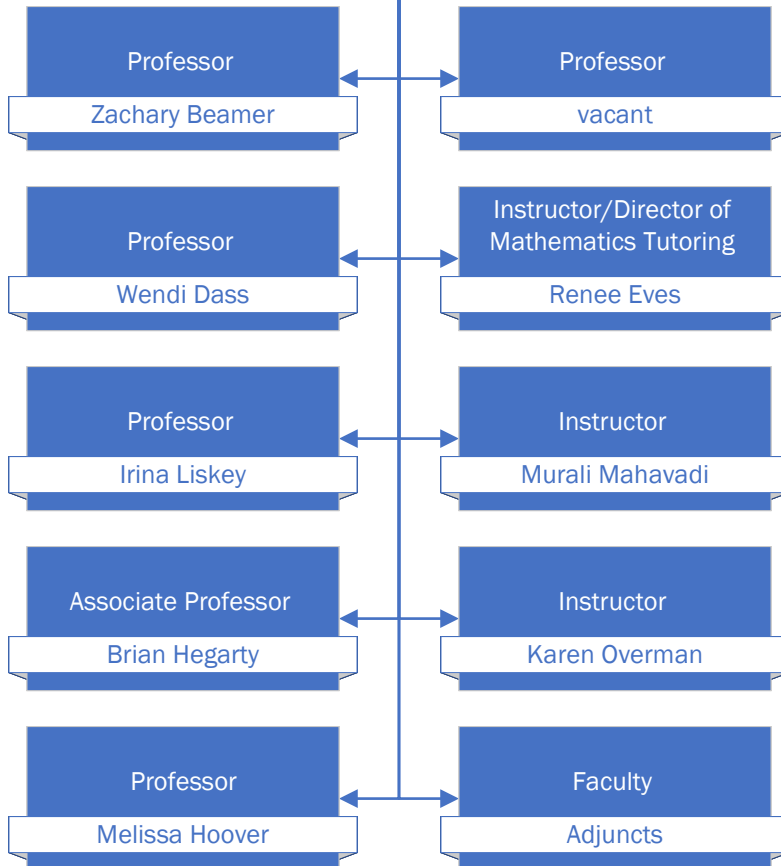 Professor
Zachary Beamer
Professor
vacant
Professor
Wendi Dass
Instructor/Director of
Mathematics Tutoring
Renee Eves
Professor
Irina Liskey
Instructor
Murali Mahavadi
Associate Professor
Brian Hegarty
Instructor
Karen Overman
Professor
Melissa Hoover
Faculty
Adjuncts